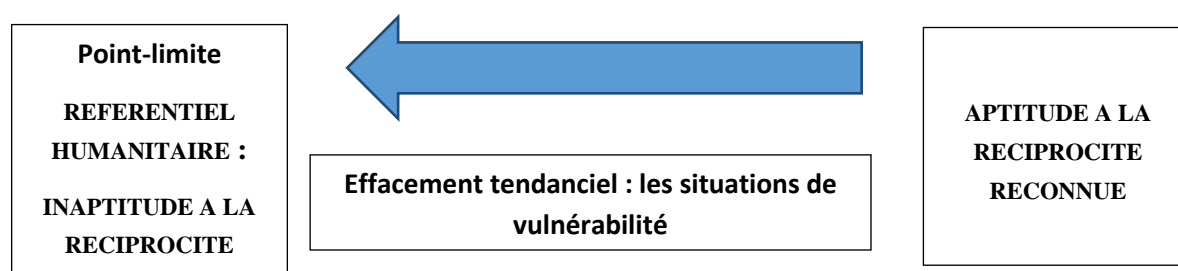 Point-limite
REFERENTIEL
HUMANITAIRE :
INAPTITUDE A LA
RECIPROCITE
Effacement tendanciel : les situations de
vulnérabilité
APTITUDE A LA
RECIPROCITE
RECONNUE